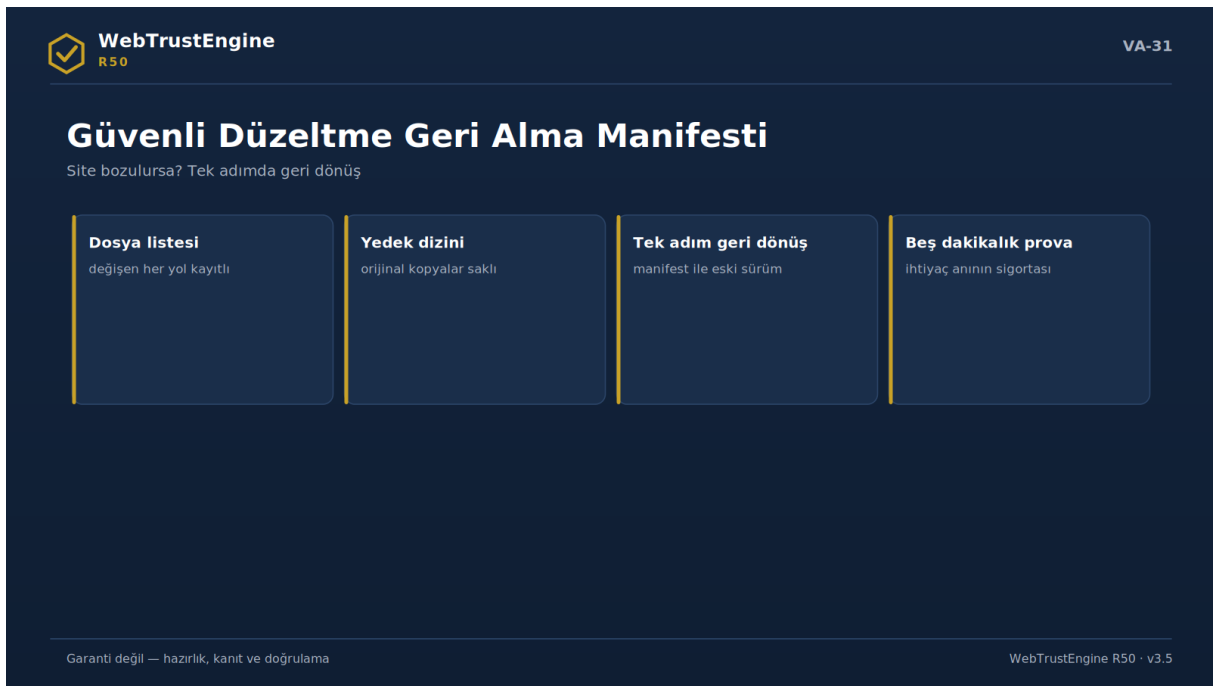 WebTrustEngine
R50
VA-31
Güvenli Düzeltme Geri Alma Manifesti
Site bozulursa? Tek adımda geri dönüş
Dosya listesi
değişen her yol kayıtlı
Yedek dizini
orijinal kopyalar saklı
Tek adım geri dönüş
manifest ile eski sürüm
Beş dakikalık prova
ihtiyaç anının sigortası
Garanti değil — hazırlık, kanıt ve doğrulama
WebTrustEngine R50 · v3.5